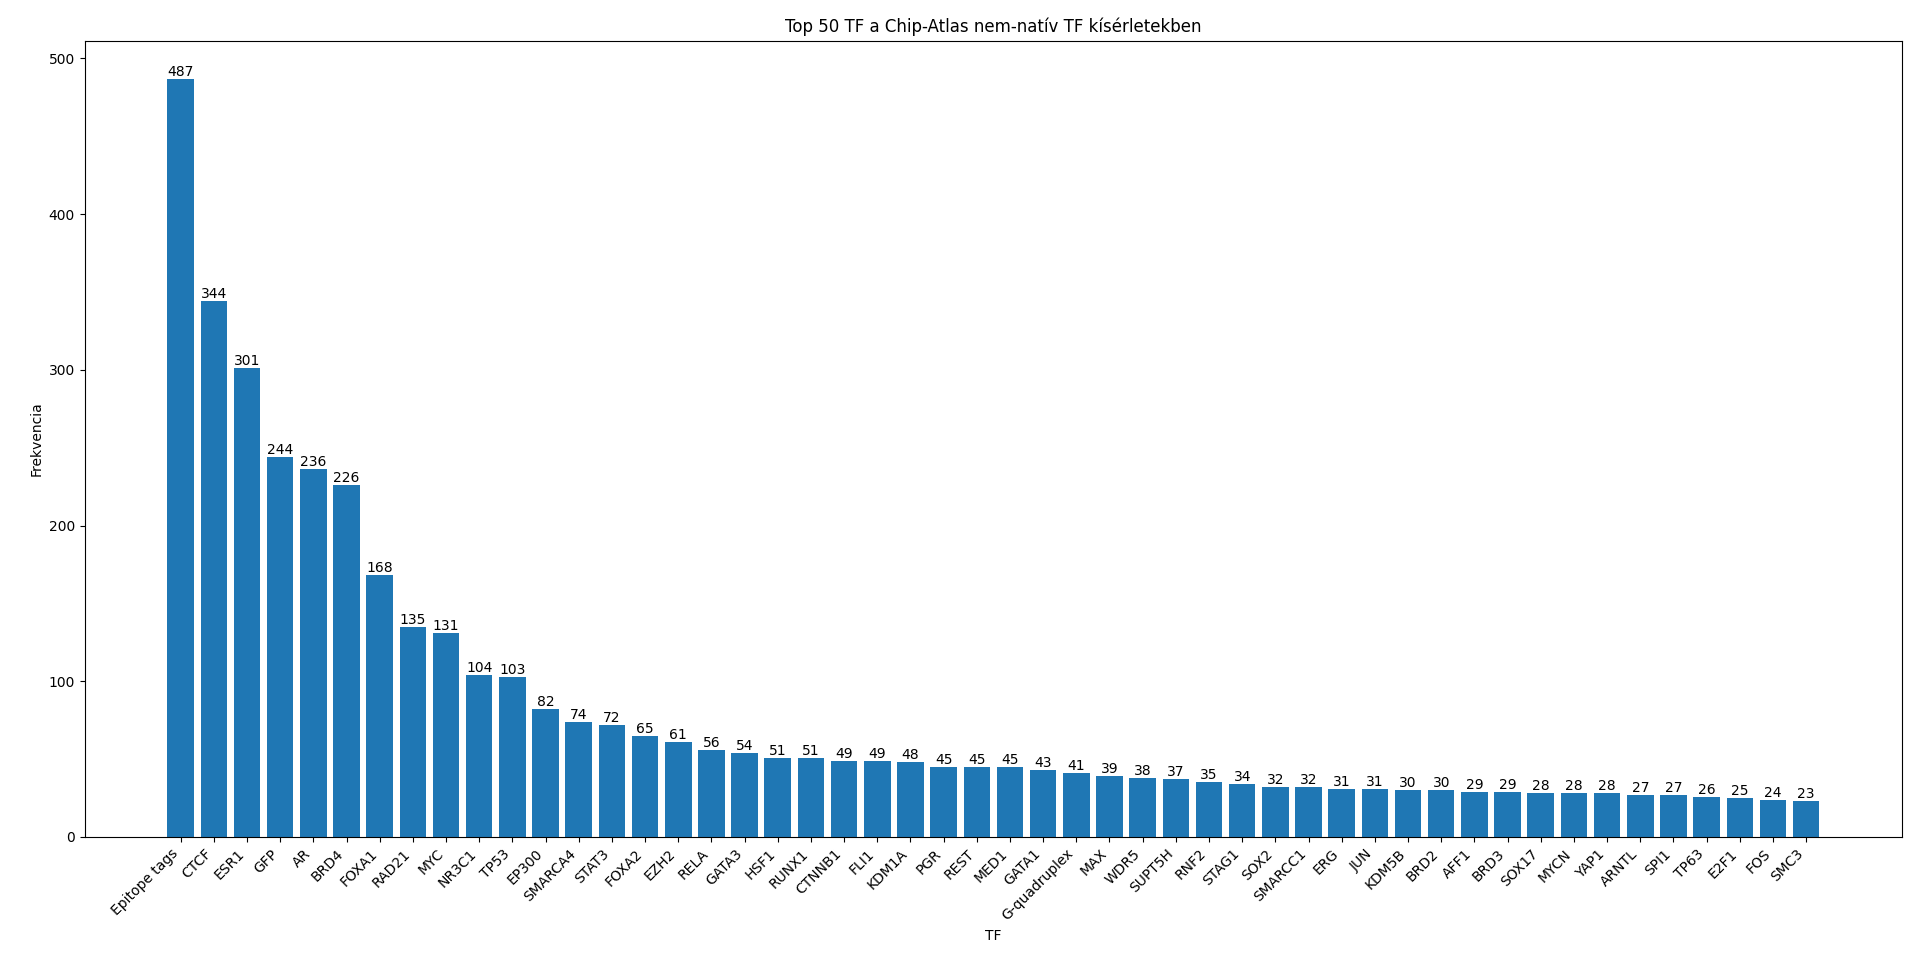 Top 50 TF a Chip-Atlas nem-natív TF kísérletekben
Frekvencia
500
400
300
200
100
0
487
344
301
244
236
226
168
135
131
104
103
82
74
72
65
61
56
54
51
51
49
49
48
45
45
45
43
41
39
38
37
35
34
32
32
31
31
30
30
29
29
28
28
28
27
27
26
25
24
23
Epitope tags
CTCF
ESR1
GFP
AR
BRD4
FOXA1
RAD21
MYC
NR3C1
TP53
EP300
SMARCA4
STAT3
FOXA2
EZH2
RELA
GATA3
HSF1
RUNX1
CTNNB1
FLI1
KDM1A
PGR
REST
MED1
GATA1
G-quadruplex
MAX
WDR5
SUPT5H
RNF2
STAG1
SOX2
SMARCC1
ERG
JUN
KDM5B
BRD2
AFF1
BRD3
SOX17
MYCN
YAP1
ARNTL
SPI1
TP63
E2F1
FOS
SMC3
TF